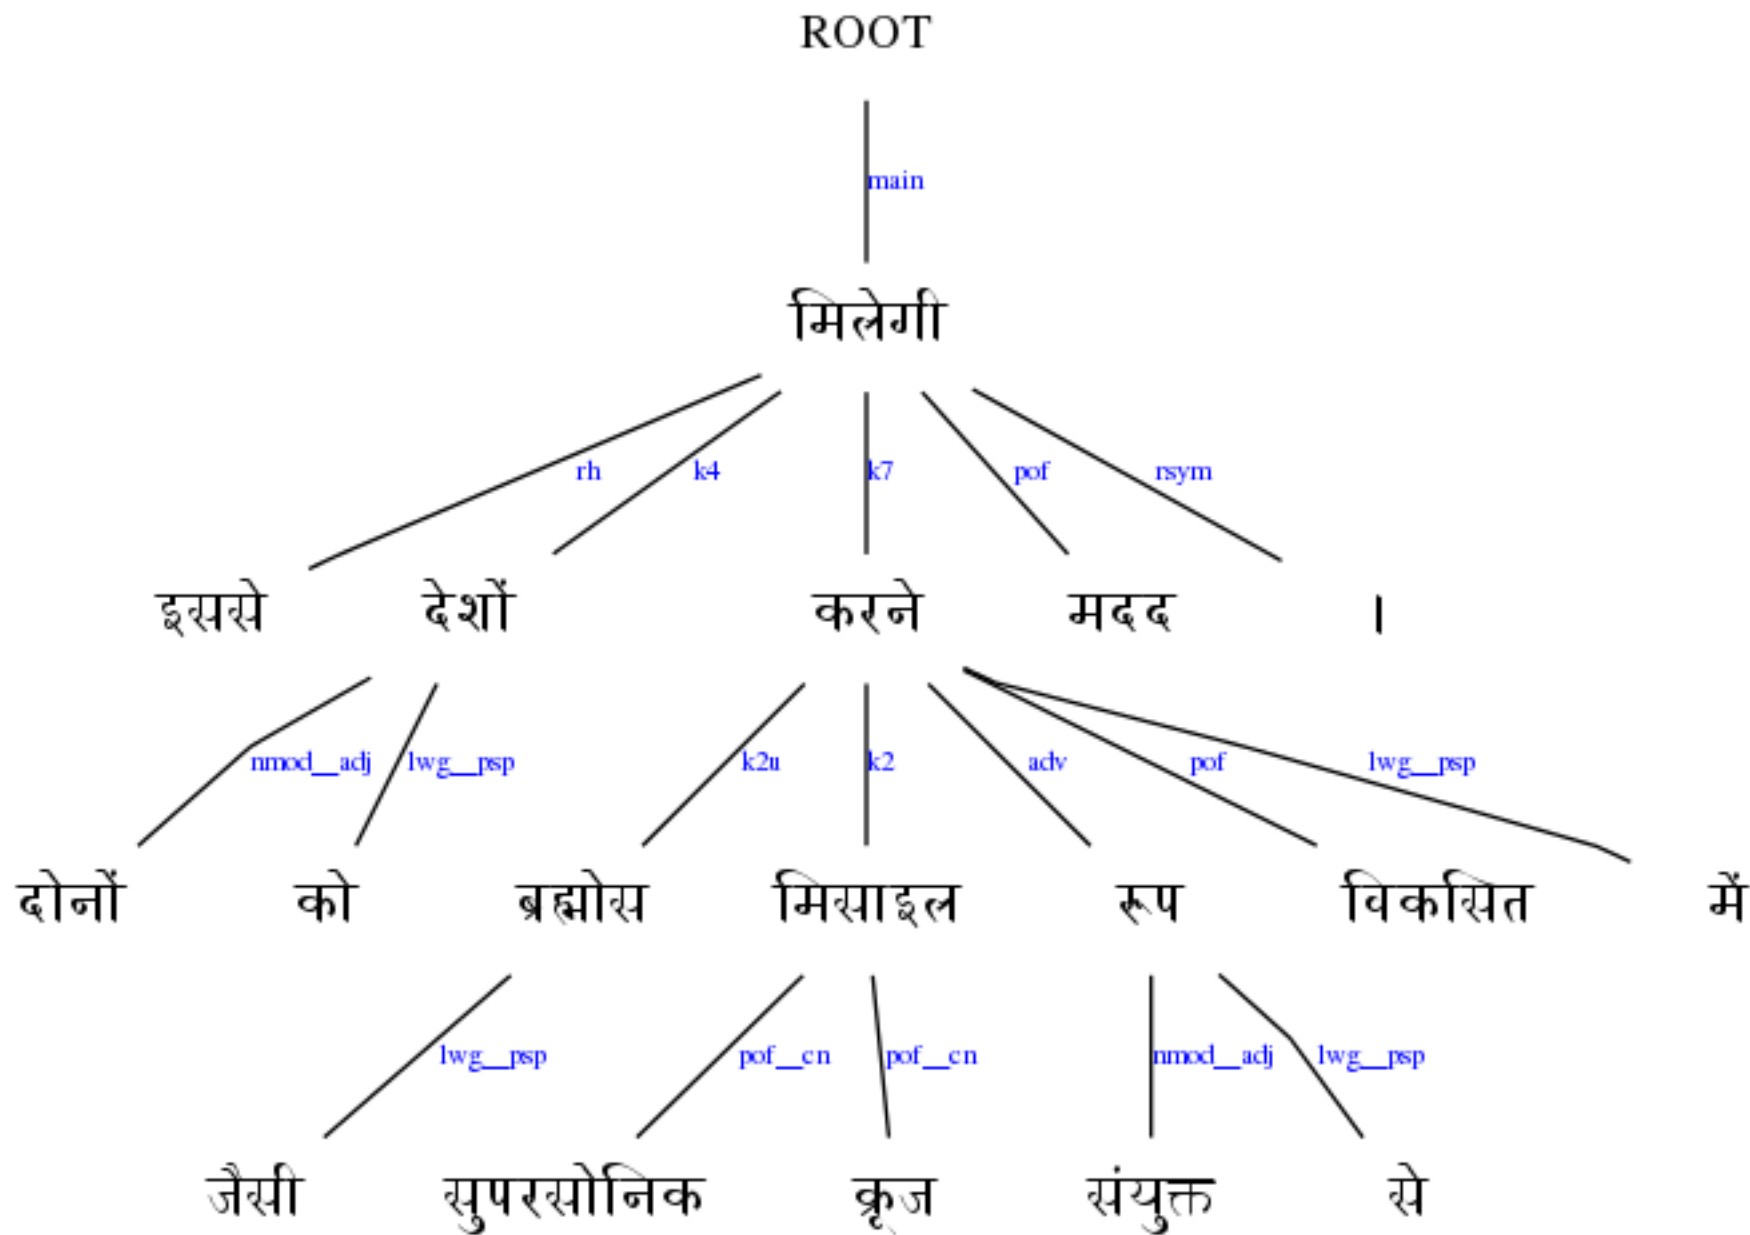 ROOT
main
मिलेगी
rh k4 k7 pof rsym
इससे देशों करने मदद ।
nmod__adj lwg__psp k2u k2 adv pof lwg__psp
दोनों को ब्रह्मोस मिसाइल रूप विकसित में
lwg__psp pof__cn pof__cn nmod__adj lwg__psp
जैसी सुपरसोनिक क्रूज संयुक्त से